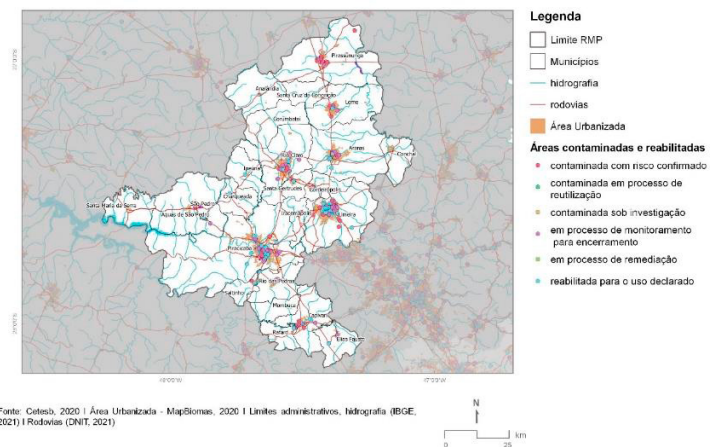 Legenda
Limite RMP
Municípios
hidrografia
rodovias
Área Urbanizada
Áreas contaminadas e reabilitadas
contaminada com risco confirmado
contaminada em processo de
reutilização
contaminada sob investigação
em processo de monitoramento
para encerramento
em processo de remediação
reabilitada para o uso declarado
Pirassununga
Analândia
Santa Cruz da Conceição
Leme
Corumbataí
Araras
Conchal
Rio Claro
Ipeúna
Santa Gertrudes
Cordeirópolis
Charqueada
São Pedro
Santa Maria da Serra
Águas de São Pedro
Iracemápolis
Limeira
Piracicaba
Rio das Pedras
Saltinho
Mombuca
Capivari
Rafard
Elias Fausto
Fonte: Cetesb, 2020 I Área Urbanizada - MapBiomas, 2020 I Limites administrativos, hidrografia (IBGE,
2021) I Rodovias (DNIT, 2021)
N
km
0 25